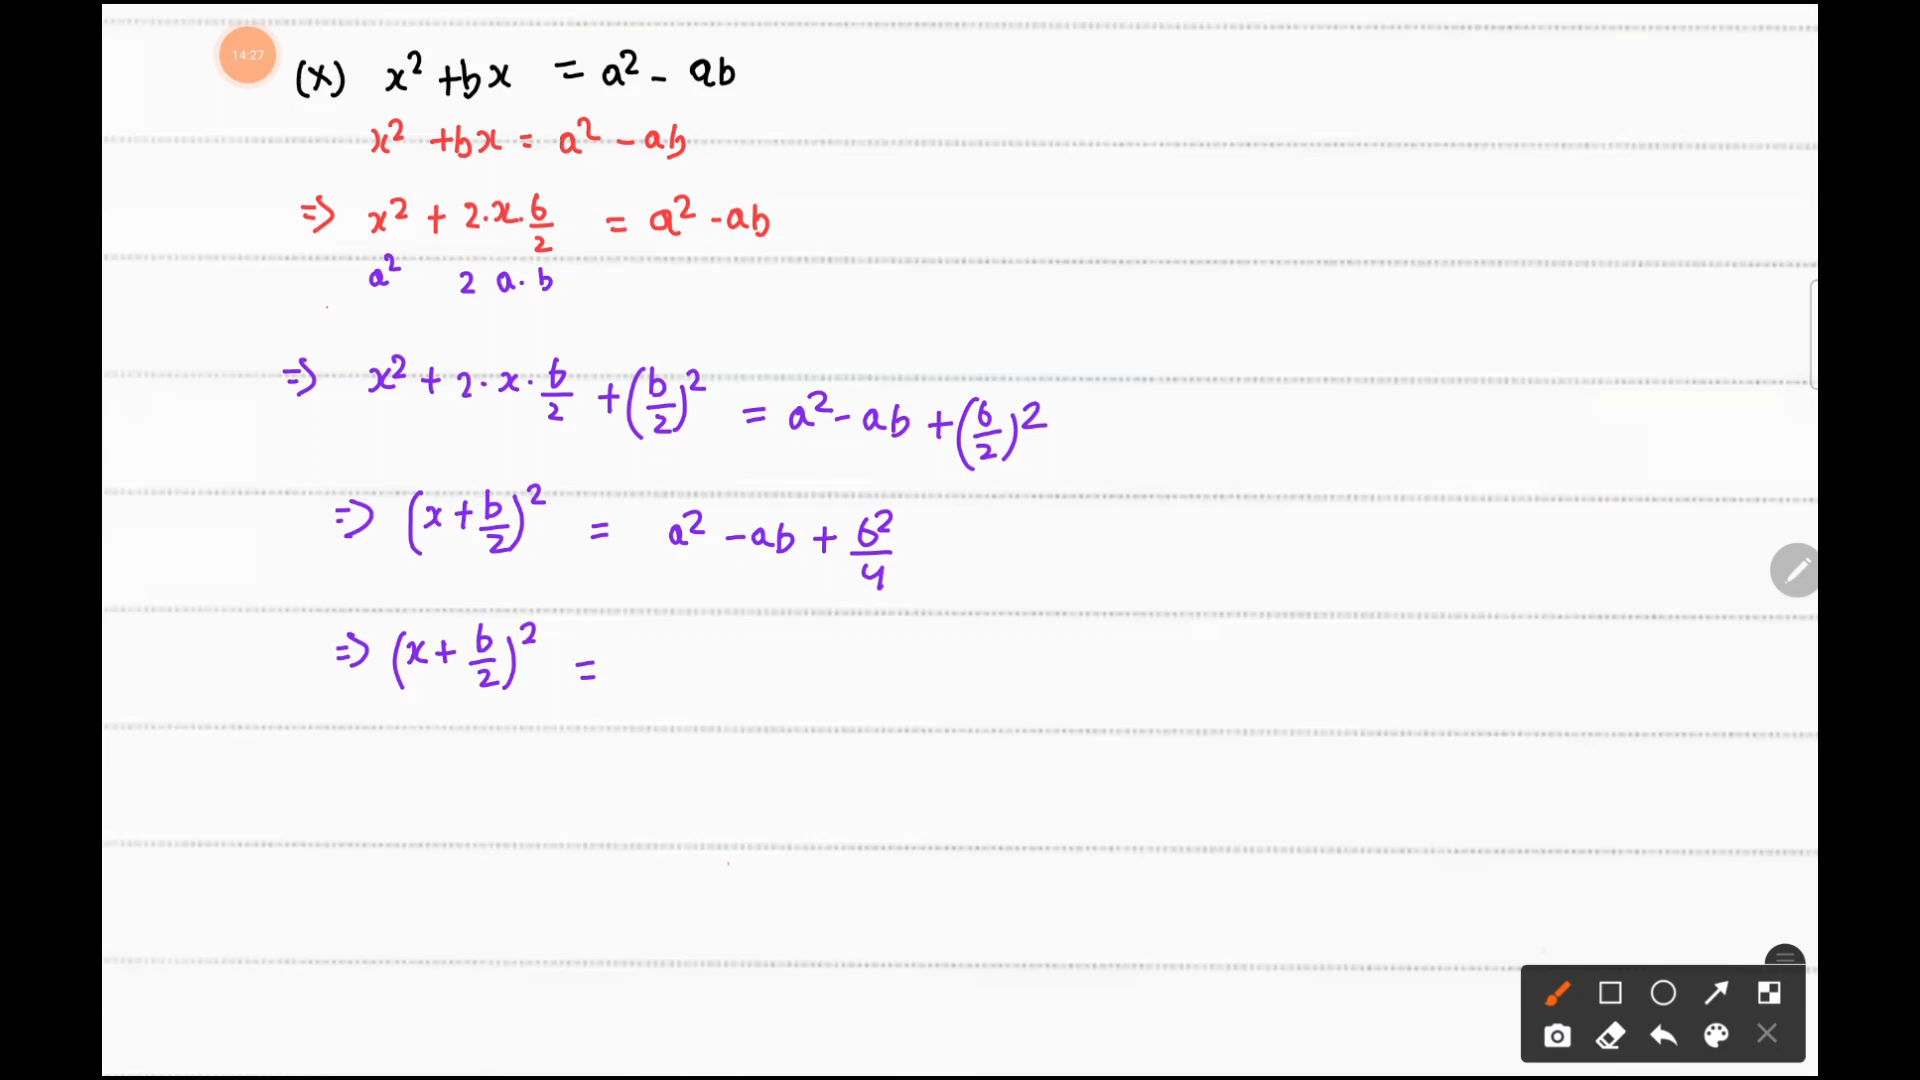 14:27
(x) x² + bx = a² - ab
x² + bx = a² - ab
⇒ x² + 2·x·b/2 = a² - ab
a² 2 a·b
⇒ x² + 2·x·b/2 + (b/2)² = a² - ab + (b/2)²
⇒ (x + b/2)² = a² - ab + b²/4
⇒ (x + b/2)² =